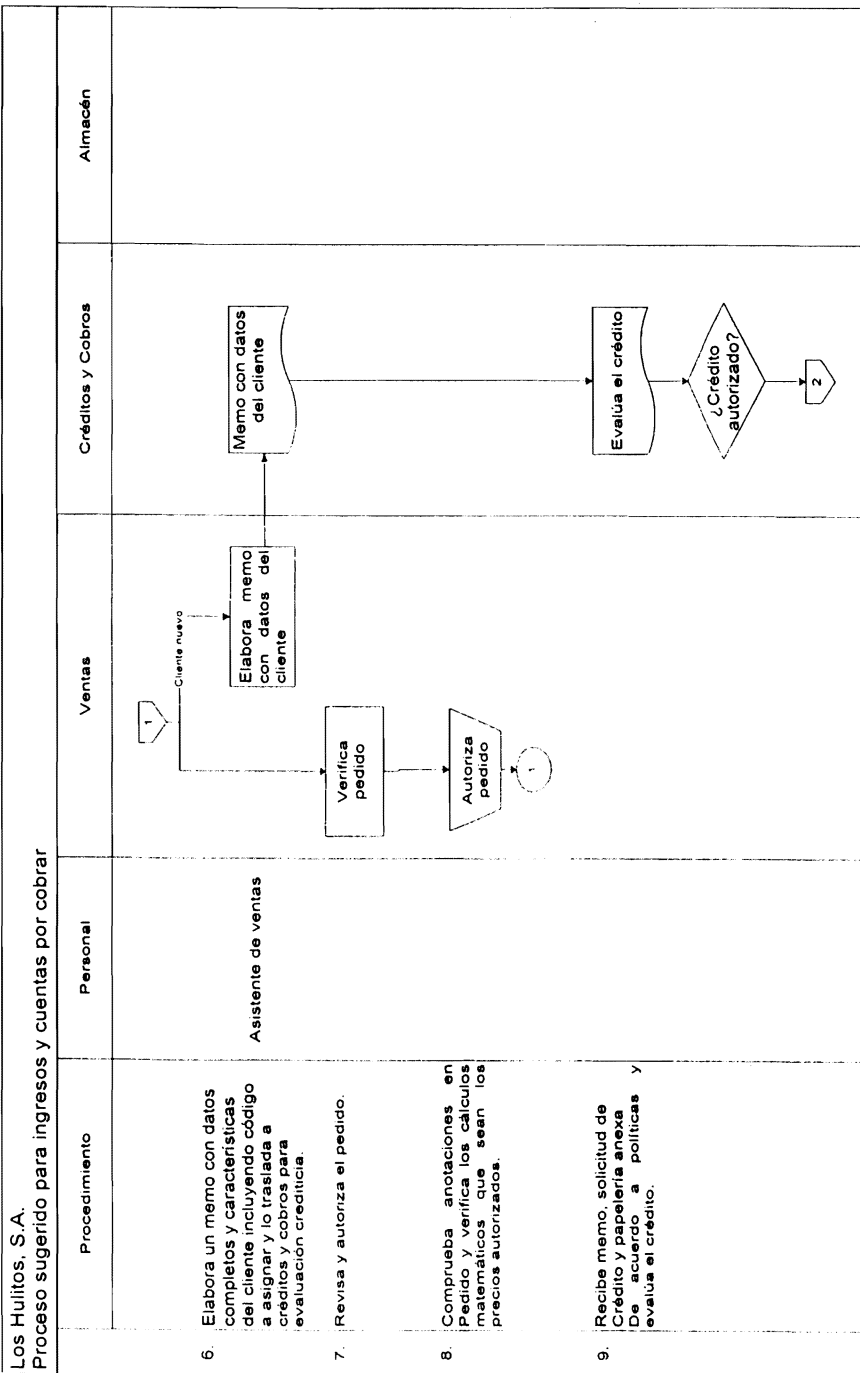 Los Hulitos, S.A.
Proceso sugerido para ingresos y cuentas por cobrar
Procedimiento
Personal
Ventas
Créditos y Cobros
Almacén
6.
Elabora un memo con datos
completos y características
del cliente incluyendo código
a asignar y lo traslada a
créditos y cobros para
evaluación crediticia.
Asistente de ventas
1
Cliente nuevo
Elabora memo
con datos del
cliente
Memo con datos
del cliente
7.
Revisa y autoriza el pedido.
Verifica
pedido
8.
Comprueba anotaciones en
Pedido y verifica los cálculos
matemáticos que sean los
precios autorizados.
Autoriza
pedido
1
9.
Recibe memo, solicitud de
Crédito y papelería anexa
De acuerdo a políticas y
evalúa el crédito.
Evalúa el crédito
¿Crédito
autorizado?
2